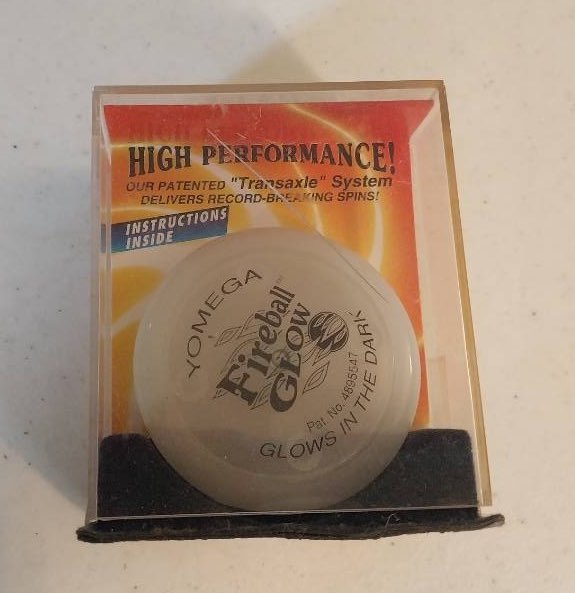 HIGH PERFORMANCE!
OUR PATENTED "Transaxle" System
DELIVERS RECORD-BREAKING SPINS!
INSTRUCTIONS
INSIDE
YOMEGA
Fireball™
GLOW
Pat No. 4895547
GLOWS IN THE DARK